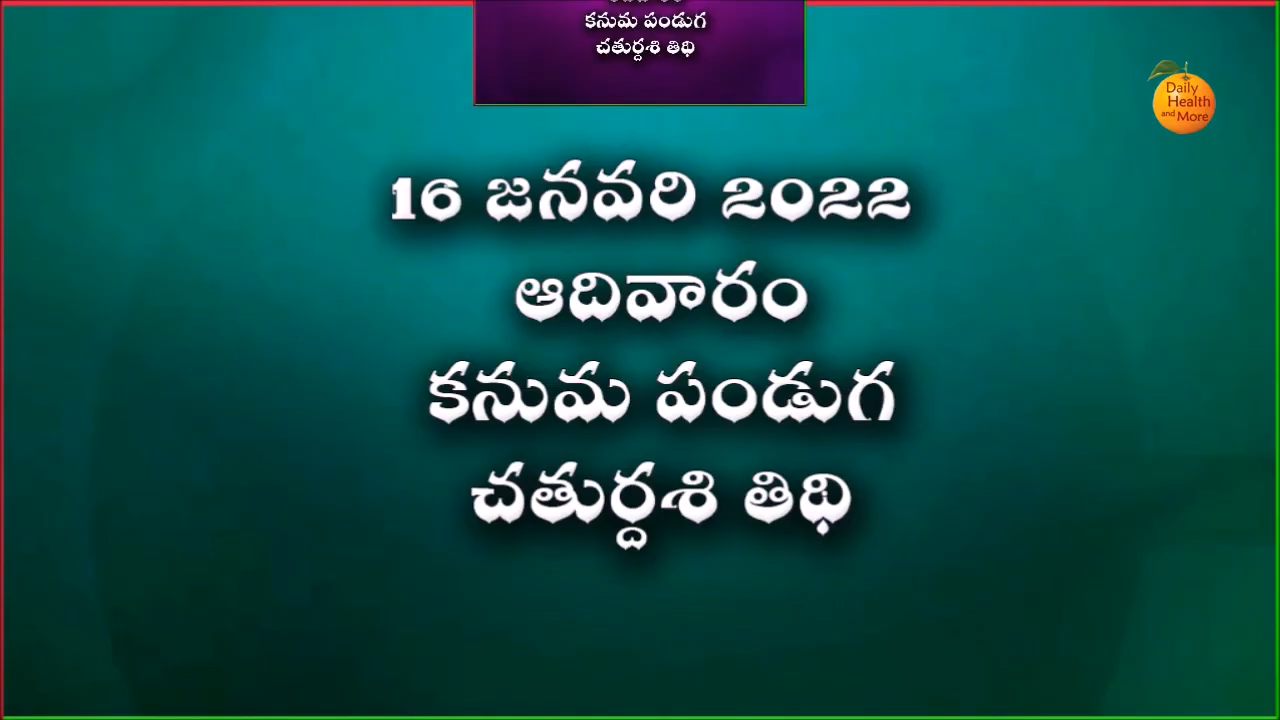 కనుమ పండుగ
చతుర్దశి తిథి
Daily
Health
and More
16 జనవరి 2022
ఆదివారం
కనుమ పండుగ
చతుర్దశి తిథి